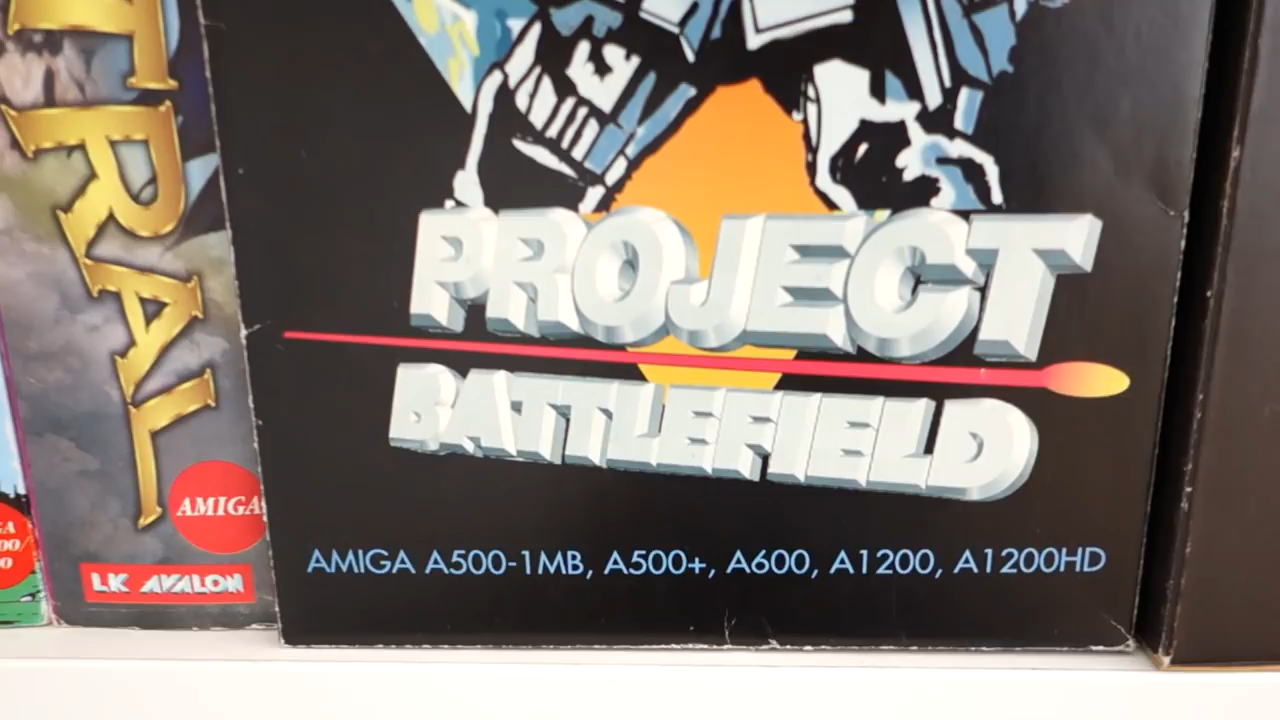 TRAL
AMIGA
LK AVALON
PROJECT
BATTLEFIELD
AMIGA A500-1MB, A500+, A600, A1200, A1200HD